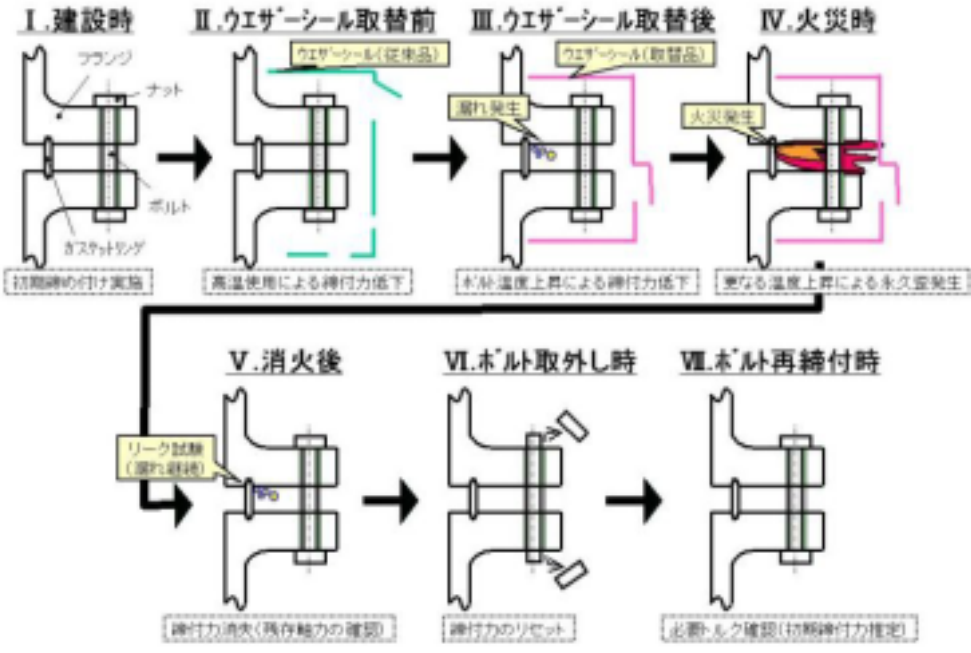 Ⅰ.建設時
Ⅱ.ウエザーシール取替前
Ⅲ.ウエザーシール取替後
Ⅳ.火災時
フランジ
ナット
ボルト
ガスケットリング
ウエザーシール(従来品)
ウエザーシール(取替品)
漏れ発生
火災発生
初期締め付け実施
高温使用による締付力低下
ボルト温度上昇による締付力低下
更なる温度上昇による永久歪発生
Ⅴ.消火後
Ⅵ.ボルト取外し時
Ⅶ.ボルト再締付時
リーク試験
(漏れ継続)
締付力消失(残存軸力の確認)
締付力のリセット
必要トルク確認(初期締付力推定)